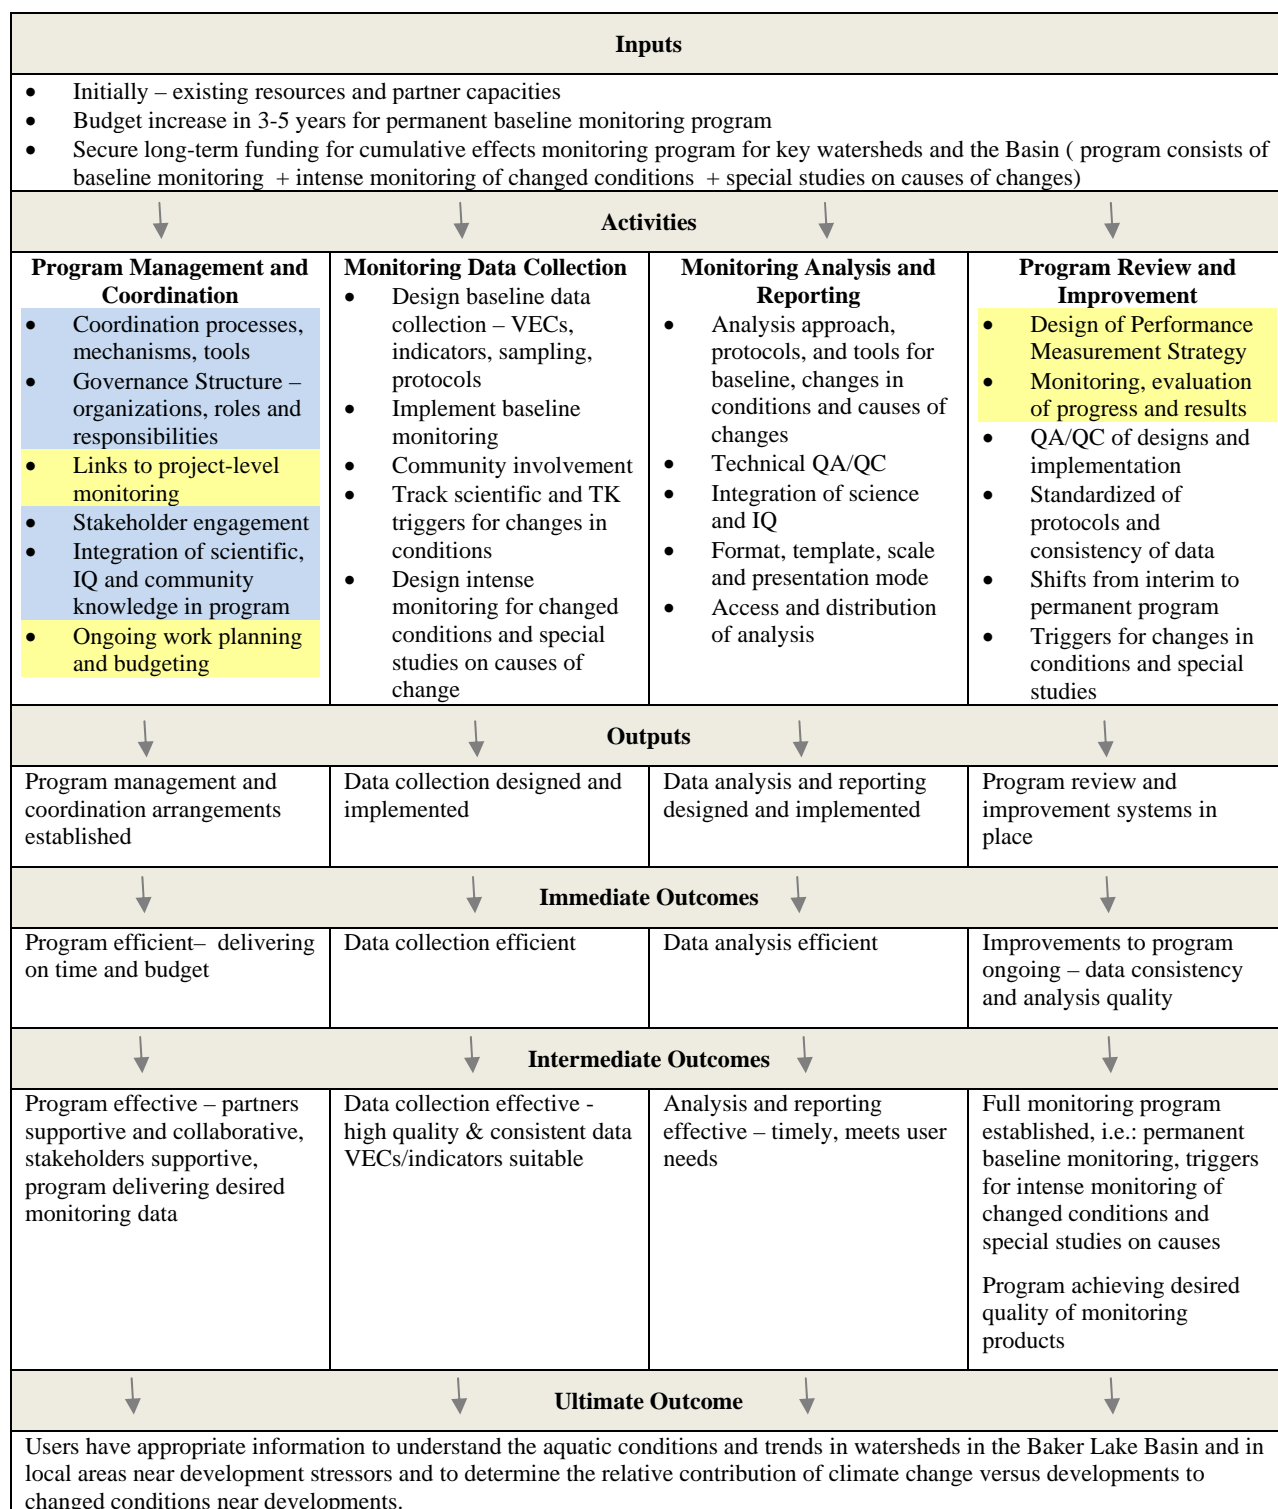 Inputs
• Initially – existing resources and partner capacities
• Budget increase in 3-5 years for permanent baseline monitoring program
• Secure long-term funding for cumulative effects monitoring program for key watersheds and the Basin ( program consists of
baseline monitoring + intense monitoring of changed conditions + special studies on causes of changes)
Activities
Program Management and
Coordination
• Coordination processes,
mechanisms, tools
• Governance Structure –
organizations, roles and
responsibilities
• Links to project-level
monitoring
• Stakeholder engagement
• Integration of scientific,
IQ and community
knowledge in program
• Ongoing work planning
and budgeting
Monitoring Data Collection
• Design baseline data
collection – VECs,
indicators, sampling,
protocols
• Implement baseline
monitoring
• Community involvement
• Track scientific and TK
triggers for changes in
conditions
• Design intense
monitoring for changed
conditions and special
studies on causes of
change
Monitoring Analysis and
Reporting
• Analysis approach,
protocols, and tools for
baseline, changes in
conditions and causes of
changes
• Technical QA/QC
• Integration of science
and IQ
• Format, template, scale
and presentation mode
• Access and distribution
of analysis
Program Review and
Improvement
• Design of Performance
Measurement Strategy
• Monitoring, evaluation
of progress and results
• QA/QC of designs and
implementation
• Standardized of
protocols and
consistency of data
• Shifts from interim to
permanent program
• Triggers for changes in
conditions and special
studies
Outputs
Program management and
coordination arrangements
established
Data collection designed and
implemented
Data analysis and reporting
designed and implemented
Program review and
improvement systems in
place
Immediate Outcomes
Program efficient– delivering
on time and budget
Data collection efficient
Data analysis efficient
Improvements to program
ongoing – data consistency
and analysis quality
Intermediate Outcomes
Program effective – partners
supportive and collaborative,
stakeholders supportive,
program delivering desired
monitoring data
Data collection effective -
high quality & consistent data
VECs/indicators suitable
Analysis and reporting
effective – timely, meets user
needs
Full monitoring program
established, i.e.: permanent
baseline monitoring, triggers
for intense monitoring of
changed conditions and
special studies on causes
Program achieving desired
quality of monitoring
products
Ultimate Outcome
Users have appropriate information to understand the aquatic conditions and trends in watersheds in the Baker Lake Basin and in
local areas near development stressors and to determine the relative contribution of climate change versus developments to
changed conditions near developments.